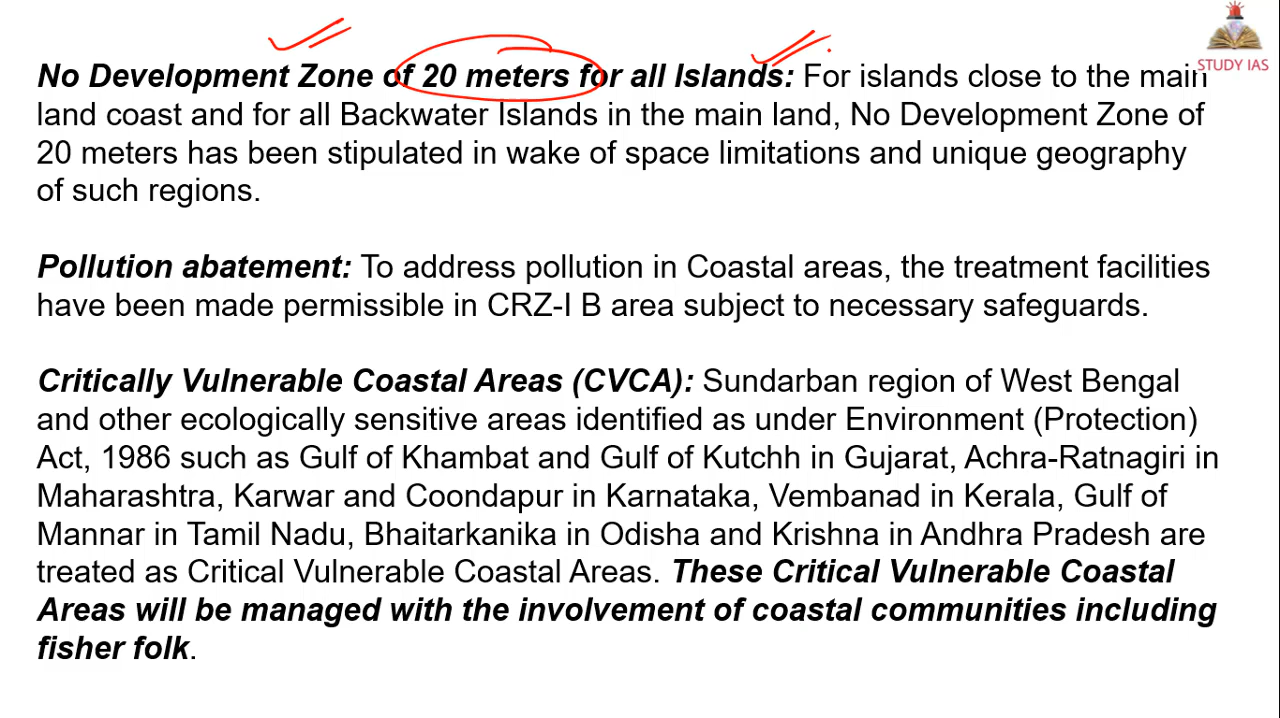 STUDY IAS
No Development Zone of 20 meters for all Islands: For islands close to the main
land coast and for all Backwater Islands in the main land, No Development Zone of
20 meters has been stipulated in wake of space limitations and unique geography
of such regions.
Pollution abatement: To address pollution in Coastal areas, the treatment facilities
have been made permissible in CRZ-I B area subject to necessary safeguards.
Critically Vulnerable Coastal Areas (CVCA): Sundarban region of West Bengal
and other ecologically sensitive areas identified as under Environment (Protection)
Act, 1986 such as Gulf of Khambat and Gulf of Kutchh in Gujarat, Achra-Ratnagiri in
Maharashtra, Karwar and Coondapur in Karnataka, Vembanad in Kerala, Gulf of
Mannar in Tamil Nadu, Bhaitarkanika in Odisha and Krishna in Andhra Pradesh are
treated as Critical Vulnerable Coastal Areas. These Critical Vulnerable Coastal
Areas will be managed with the involvement of coastal communities including
fisher folk.